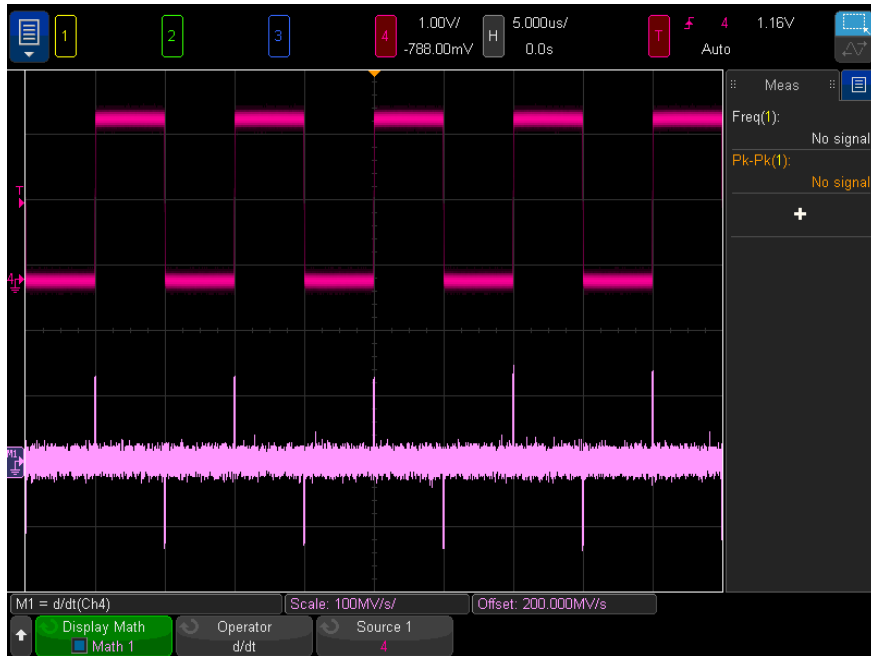 1 2 3 4 1.00V/ H 5.000us/ T 4 1.16V
-788.00mV 0.0s Auto
Meas
Freq(1):
No signal
Pk-Pk(1):
No signal
+
T
4
M1
M1 = d/dt(Ch4) Scale: 100MV/s/ Offset: 200.000MV/s
Display Math Operator Source 1
Math 1 d/dt 4